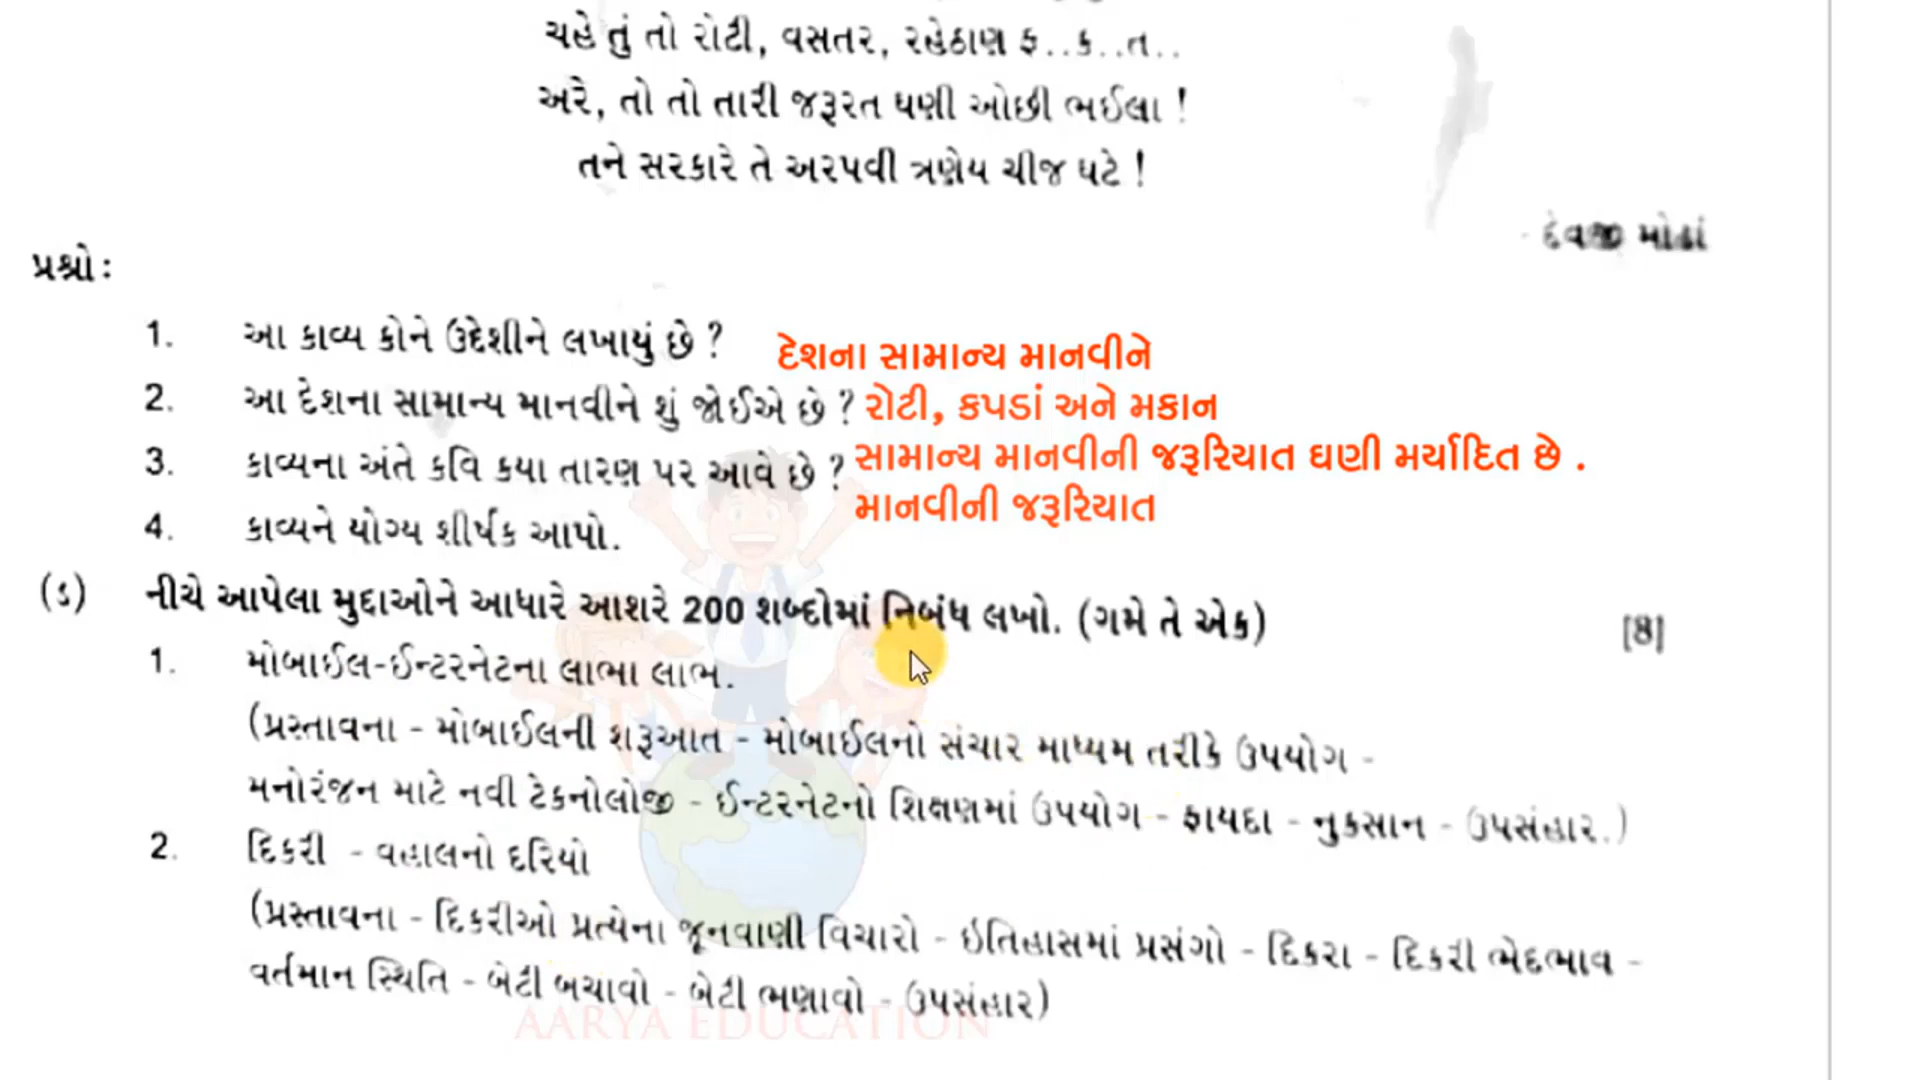 ચહે તું તો રોટી, વસતર, રહેઠાણ ફ..ક..ત..
અરે, તો તો તારી જરૂરત ઘણી ઓછી ભઈલા !
તને સરકારે તે અરપવી ત્રણેય ચીજ ઘટે !
- દેવજી મોઢા
પ્રશ્નો:
1. આ કાવ્ય કોને ઉદેશીને લખાયું છે ? દેશના સામાન્ય માનવીને
2. આ દેશના સામાન્ય માનવીને શું જોઈએ છે ? રોટી, કપડાં અને મકાન
3. કાવ્યના અંતે કવિ કયા તારણ પર આવે છે ? સામાન્ય માનવીની જરૂરિયાત ઘણી મર્યાદિત છે .
4. કાવ્યને યોગ્ય શીર્ષક આપો. માનવીની જરૂરિયાત
(ડ) નીચે આપેલા મુદ્દાઓને આધારે આશરે 200 શબ્દોમાં નિબંધ લખો. (ગમે તે એક) [8]
1. મોબાઈલ-ઈન્ટરનેટના લાભા લાભ.
(પ્રસ્તાવના - મોબાઈલની શરૂઆત - મોબાઈલનો સંચાર માધ્યમ તરીકે ઉપયોગ -
મનોરંજન માટે નવી ટેકનોલોજી - ઈન્ટરનેટનો શિક્ષણમાં ઉપયોગ - ફાયદા - નુકસાન - ઉપસંહાર.)
2. દિકરી - વહાલનો દરિયો
(પ્રસ્તાવના - દિકરીઓ પ્રત્યેના જૂનવાણી વિચારો - ઇતિહાસમાં પ્રસંગો - દિકરા - દિકરી ભેદભાવ -
વર્તમાન સ્થિતિ - બેટી બચાવો - બેટી ભણાવો - ઉપસંહાર)
AARYA EDUCATION